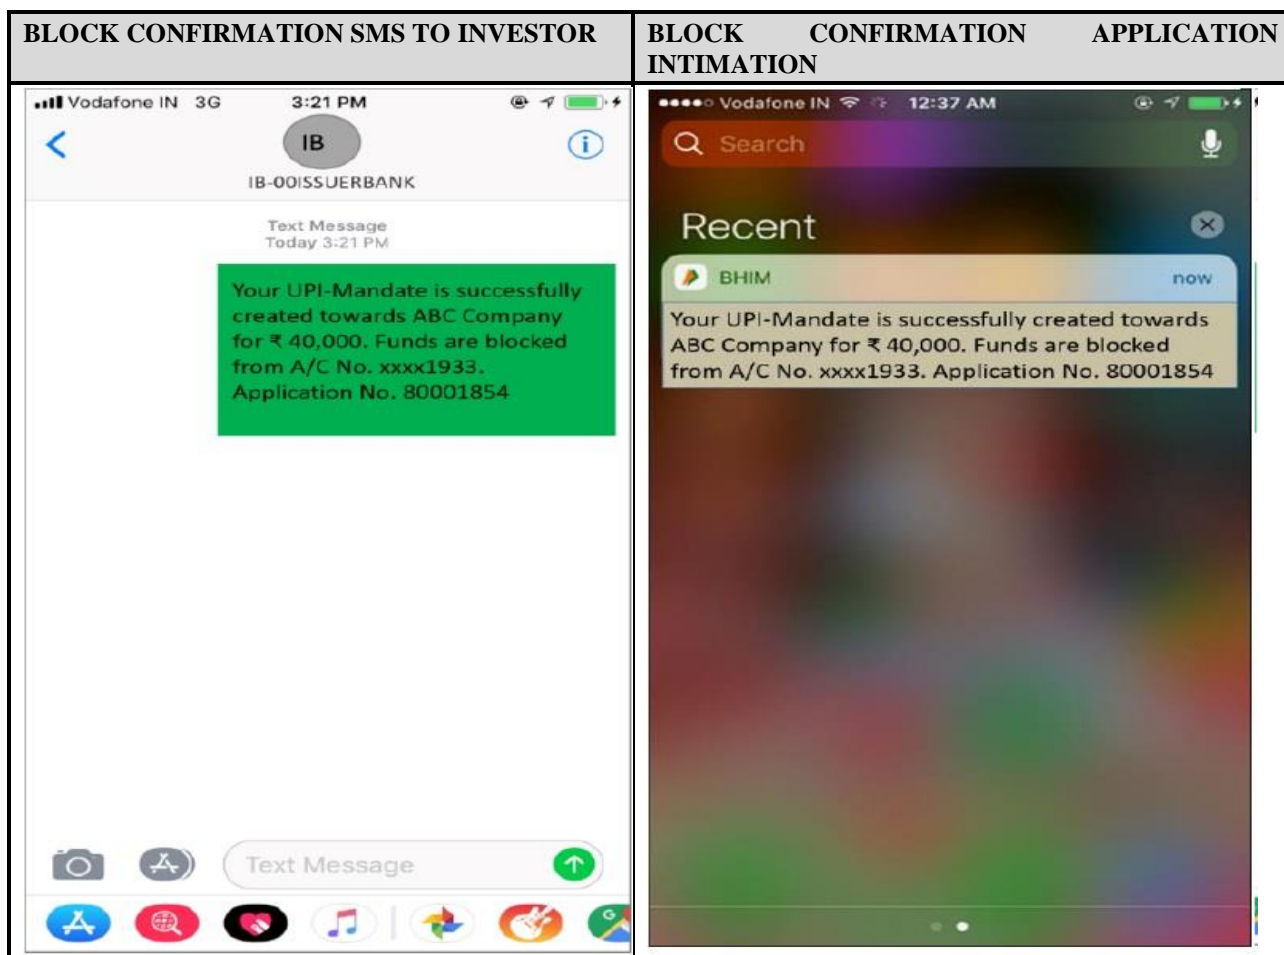 BLOCK CONFIRMATION SMS TO INVESTOR
BLOCK CONFIRMATION APPLICATION
INTIMATION
Vodafone IN 3G 3:21 PM
IB
IB-00ISSUERBANK
Text Message
Today 3:21 PM
Your UPI-Mandate is successfully
created towards ABC Company
for ₹ 40,000. Funds are blocked
from A/C No. xxxx1933.
Application No. 80001854
Text Message
G
Vodafone IN 12:37 AM
Search
Recent
BHIM now
Your UPI-Mandate is successfully created towards
ABC Company for ₹ 40,000. Funds are blocked
from A/C No. xxxx1933. Application No. 80001854